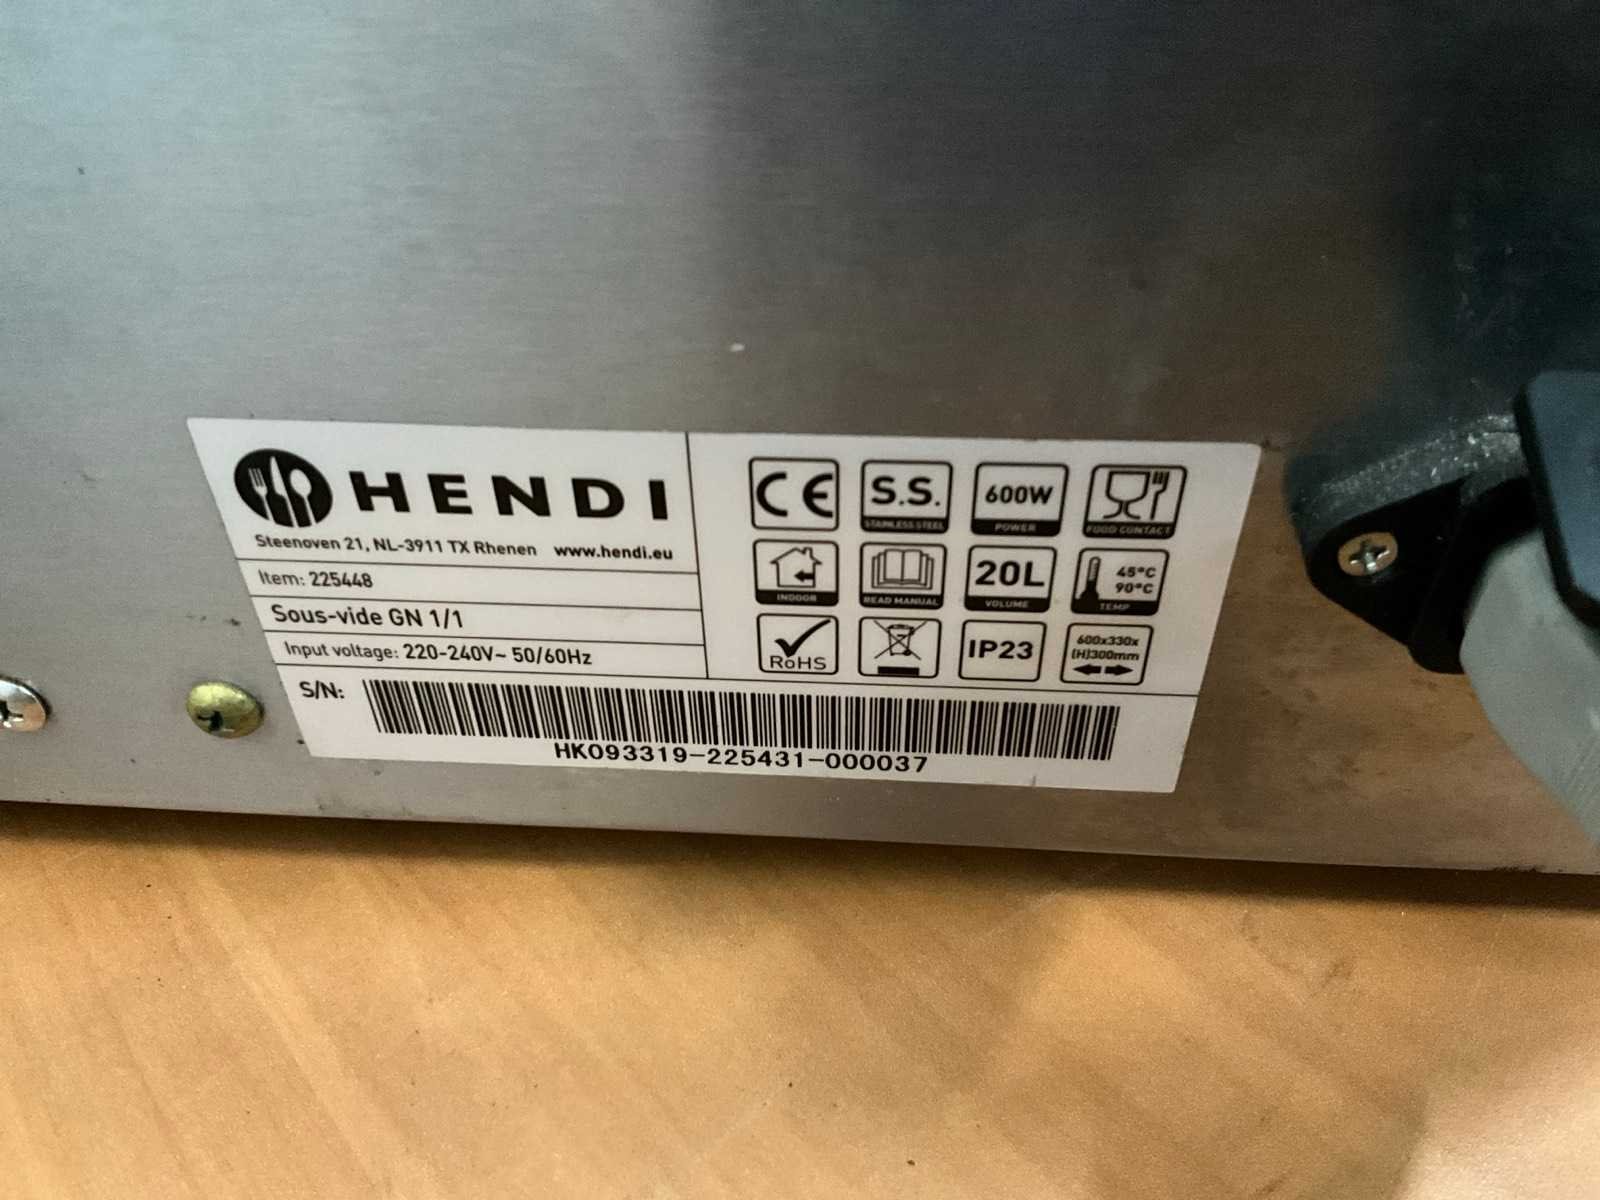 HENDI
Steenoven 21, NL-3911 TX Rhenen www.hendi.eu
Item: 225448
Sous-vide GN 1/1
Input voltage: 220-240V~ 50/60Hz
S/N:
HK093319-225431-000037
CE
S.S.
STAINLESS STEEL
600W
POWER
FOOD CONTACT
INDOOR
READ MANUAL
20L
VOLUME
45°C
90°C
TEMP
RoHS
IP23
600x330x
(H)300mm